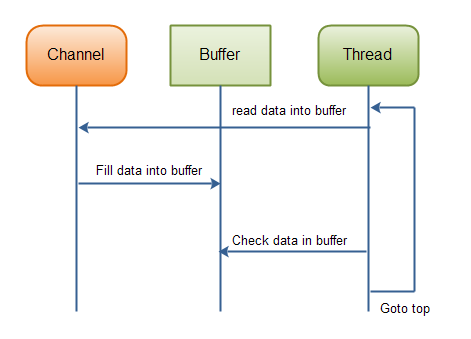 Channel
Buffer
Thread
read data into buffer
Fill data into buffer
Check data in buffer
Goto top